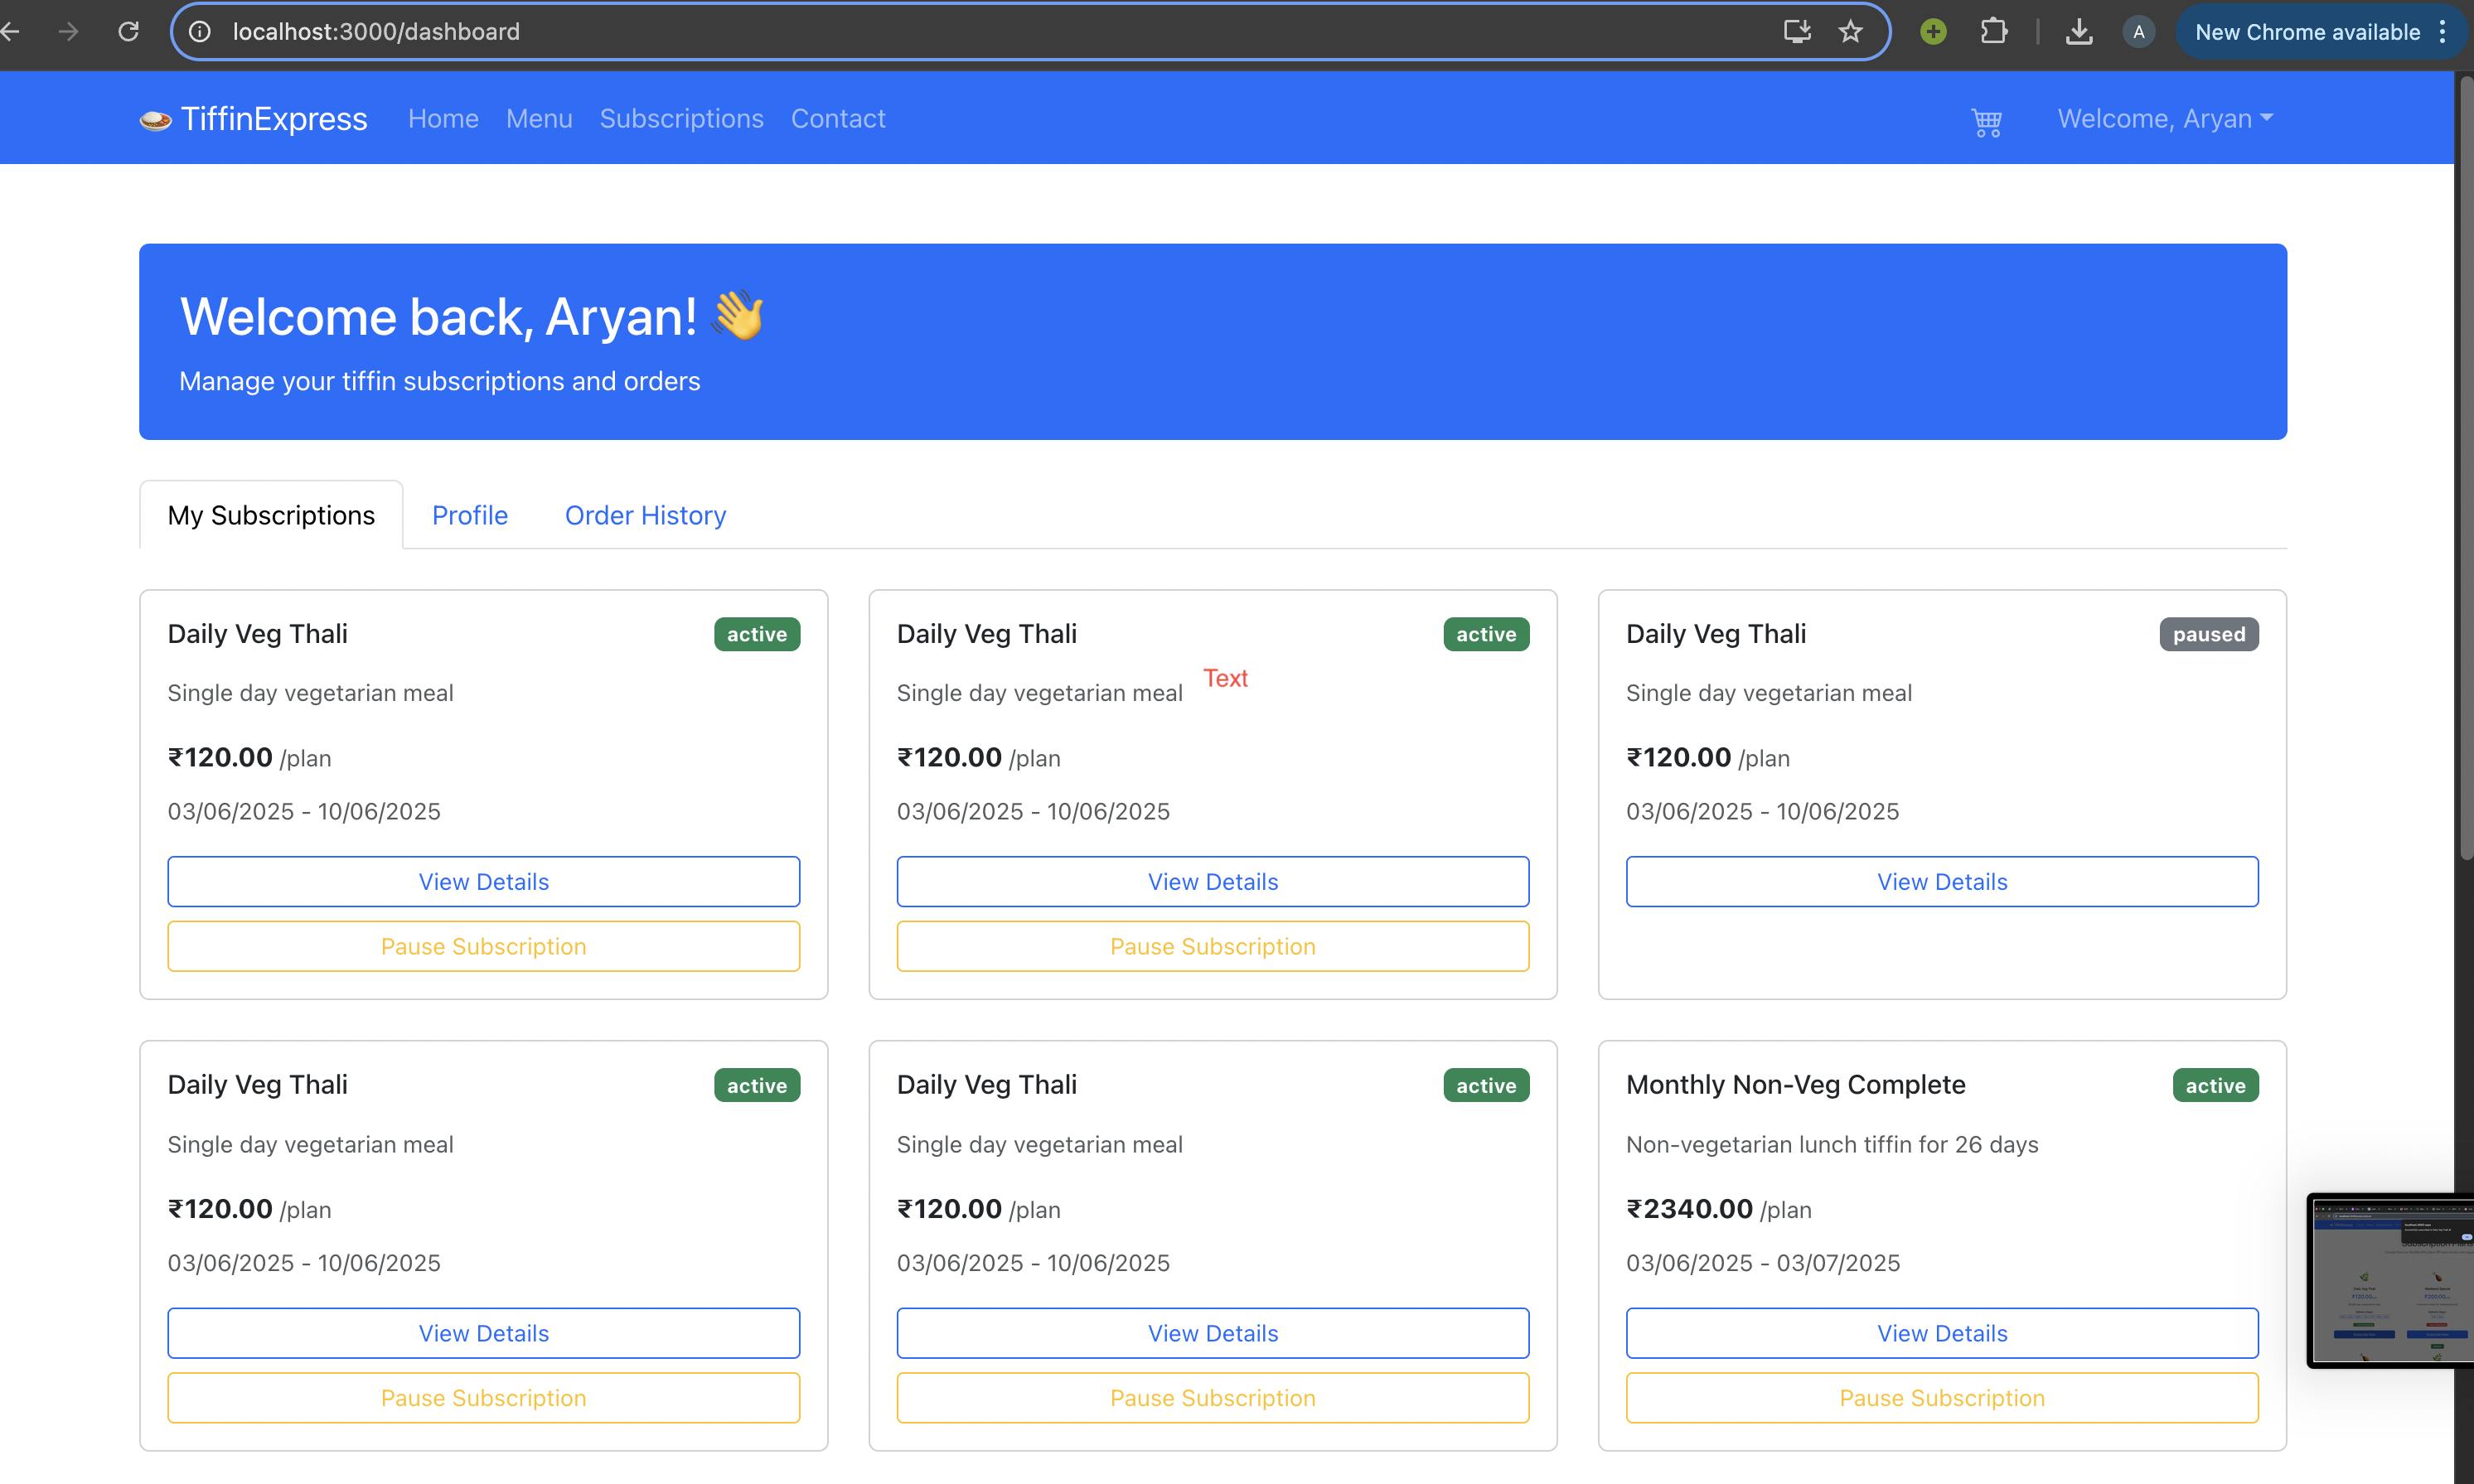 localhost:3000/dashboard
A
New Chrome available
TiffinExpress
Home
Menu
Subscriptions
Contact
Welcome, Aryan
Welcome back, Aryan! 👋
Manage your tiffin subscriptions and orders
My Subscriptions
Profile
Order History
Daily Veg Thali
active
Single day vegetarian meal
₹120.00 /plan
03/06/2025 - 10/06/2025
View Details
Pause Subscription
Daily Veg Thali
active
Text
Single day vegetarian meal
₹120.00 /plan
03/06/2025 - 10/06/2025
View Details
Pause Subscription
Daily Veg Thali
paused
Single day vegetarian meal
₹120.00 /plan
03/06/2025 - 10/06/2025
View Details
Daily Veg Thali
active
Single day vegetarian meal
₹120.00 /plan
03/06/2025 - 10/06/2025
View Details
Pause Subscription
Daily Veg Thali
active
Single day vegetarian meal
₹120.00 /plan
03/06/2025 - 10/06/2025
View Details
Pause Subscription
Monthly Non-Veg Complete
active
Non-vegetarian lunch tiffin for 26 days
₹2340.00 /plan
03/06/2025 - 03/07/2025
View Details
Pause Subscription